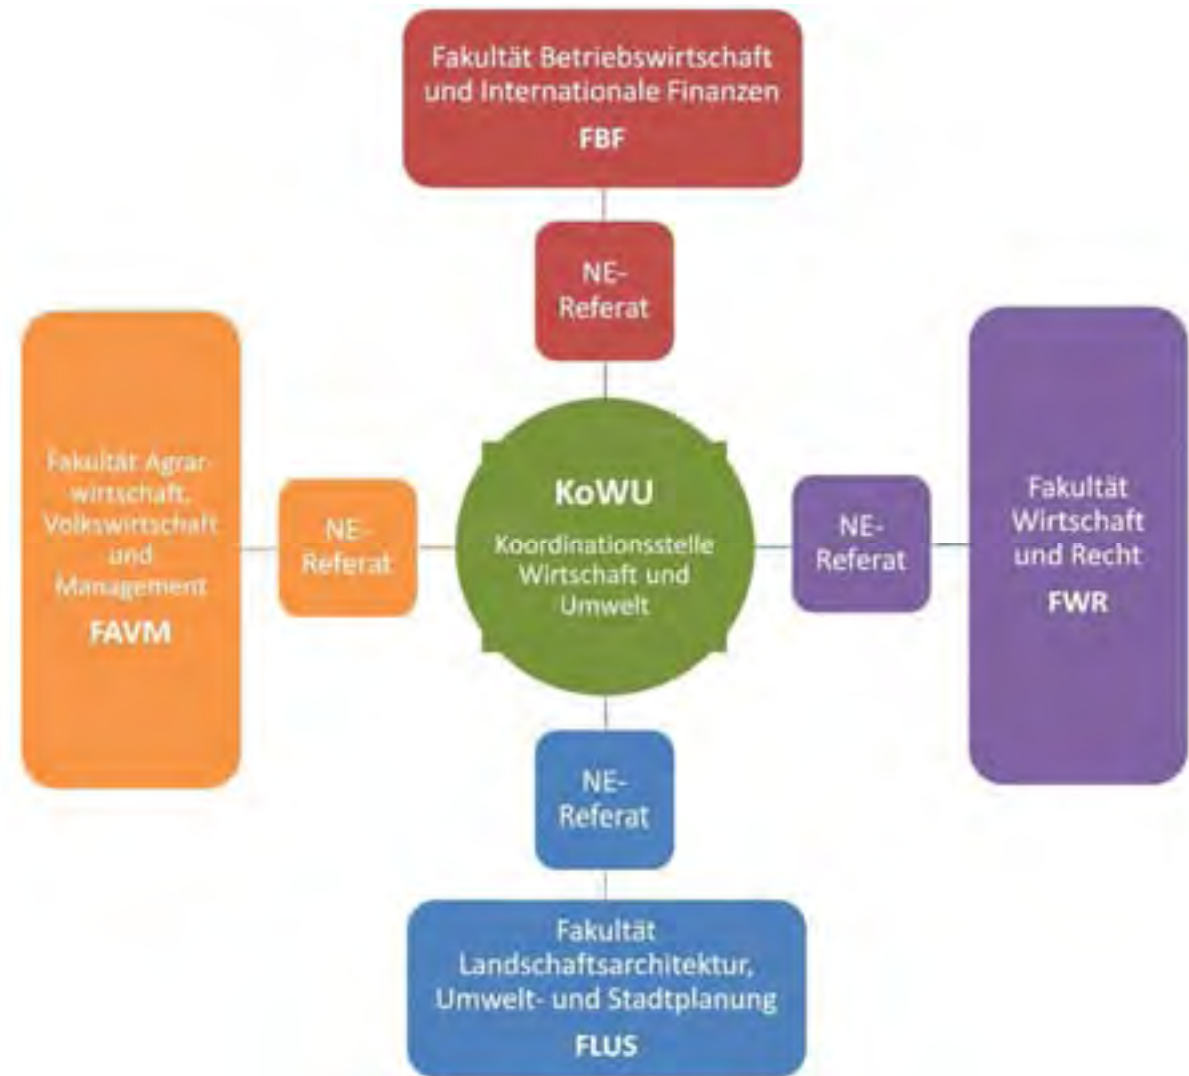 Fakultät Betriebswirtschaft
und Internationale Finanzen
FBF
NE-
Referat
Fakultät Agrar-
wirtschaft,
Volkswirtschaft
und
Management
FAVM
NE-
Referat
KoWU
Koordinationsstelle
Wirtschaft und
Umwelt
NE-
Referat
Fakultät
Wirtschaft
und Recht
FWR
NE-
Referat
Fakultät
Landschaftsarchitektur,
Umwelt- und Stadtplanung
FLUS